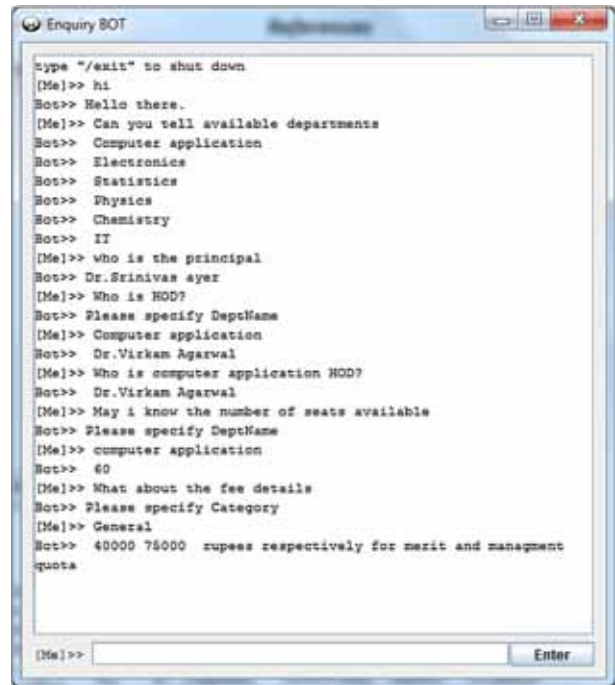 Enquiry BOT
type "/exit" to shut down
[Me]>> hi
Bot>> Hello there.
[Me]>> Can you tell available departments
Bot>> Computer application
Bot>> Electronics
Bot>> Statistics
Bot>> Physics
Bot>> Chemistry
Bot>> IT
[Me]>> who is the principal
Bot>> Dr.Srinivas ayer
[Me]>> Who is HOD?
Bot>> Please specify DeptName
[Me]>> Computer application
Bot>> Dr.Virkam Agarwal
[Me]>> Who is computer application HOD?
Bot>> Dr.Virkam Agarwal
[Me]>> May i know the number of seats available
Bot>> Please specify DeptName
[Me]>> computer application
Bot>> 60
[Me]>> What about the fee details
Bot>> Please specify Category
[Me]>> General
Bot>> 40000 75000 rupees respectively for merit and managment
quota
[Me]>> Enter